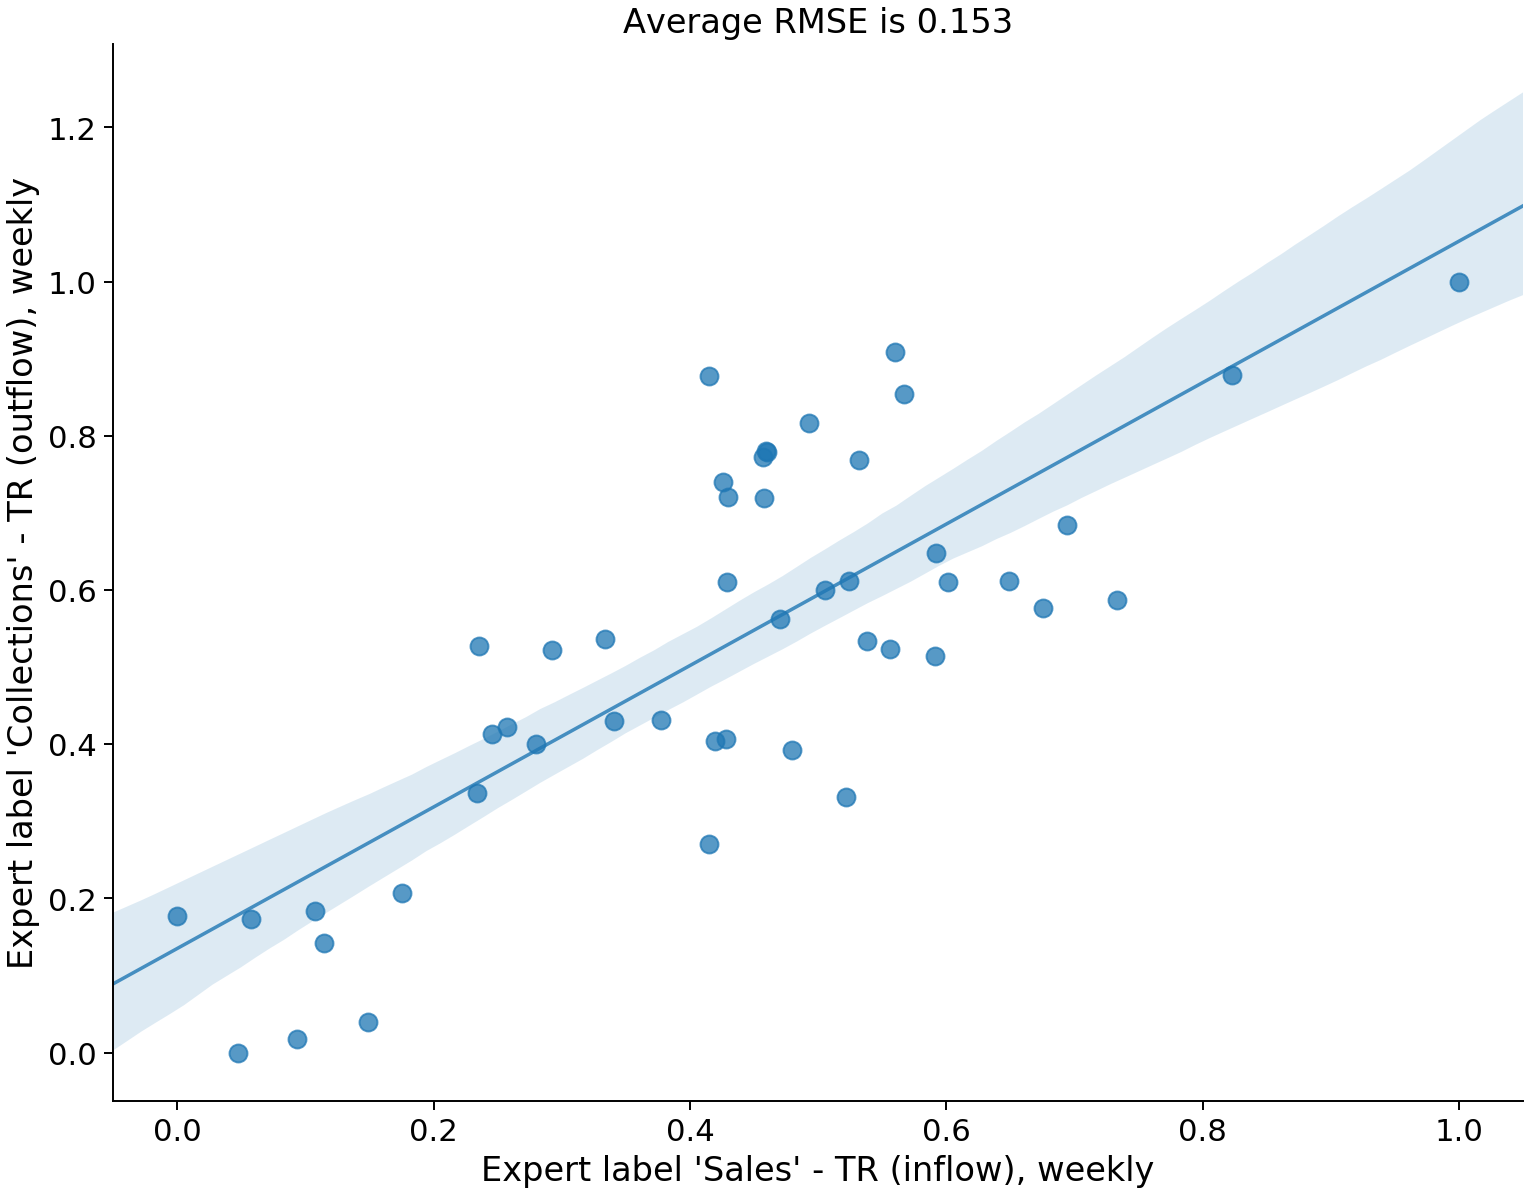 Average RMSE is 0.153
Expert label 'Collections' - TR (outflow), weekly
1.2
1.0
0.8
0.6
0.4
0.2
0.0
0.0 0.2 0.4 0.6 0.8 1.0
Expert label 'Sales' - TR (inflow), weekly